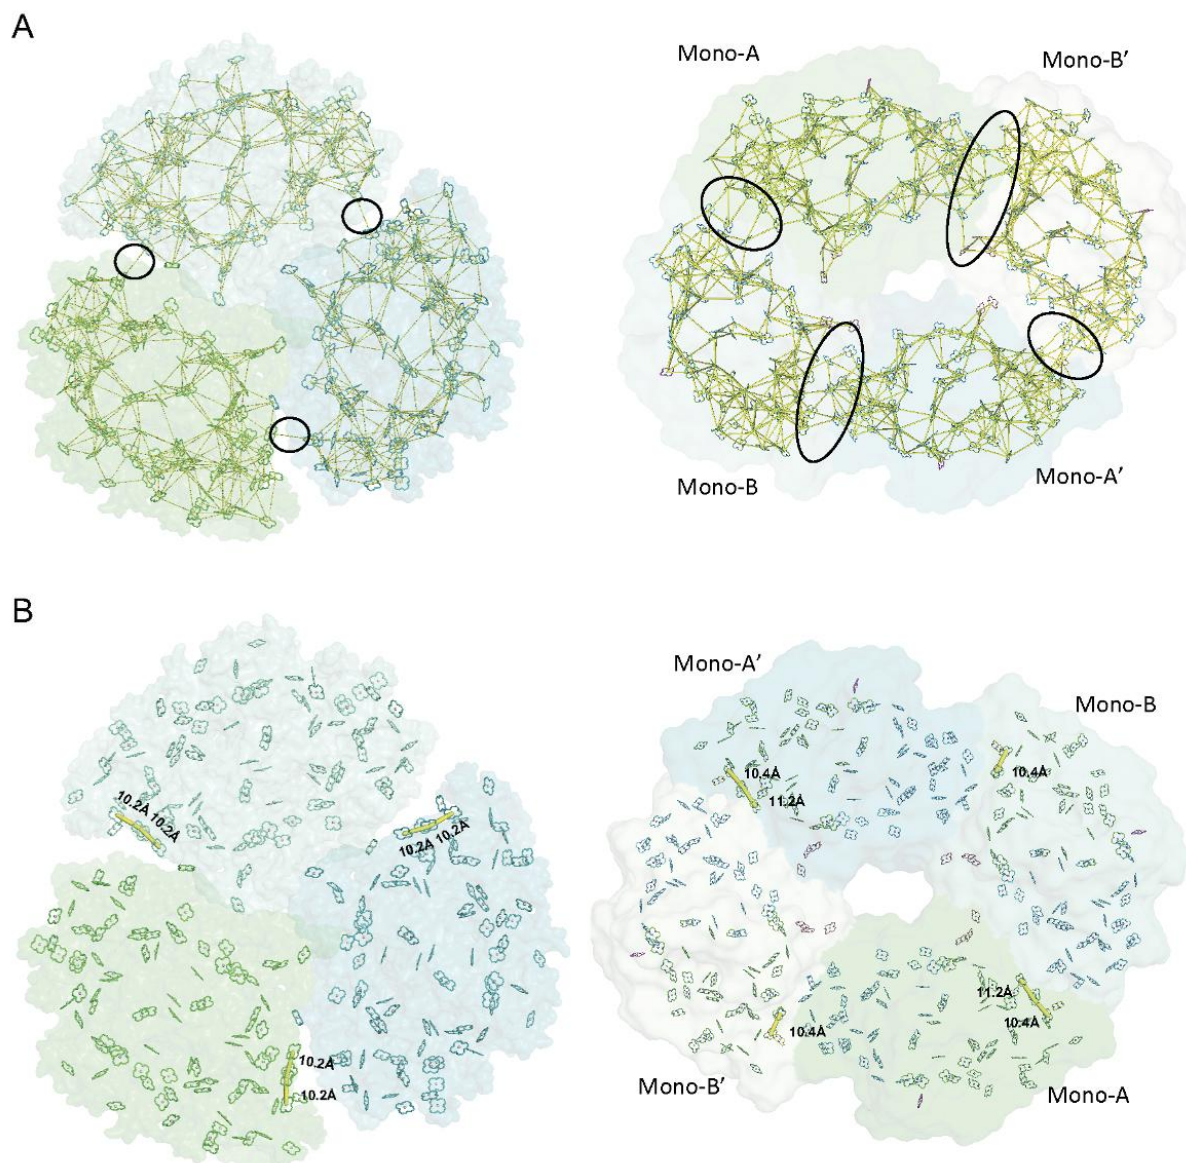 A
Mono-A
Mono-B’
Mono-B
Mono-A’
B
Mono-A’
Mono-B
10.2Å 10.2Å
10.2Å 10.2Å
10.4Å
11.2Å
10.4Å
11.2Å
10.4Å
10.4Å
10.2Å
10.2Å
Mono-B’
Mono-A